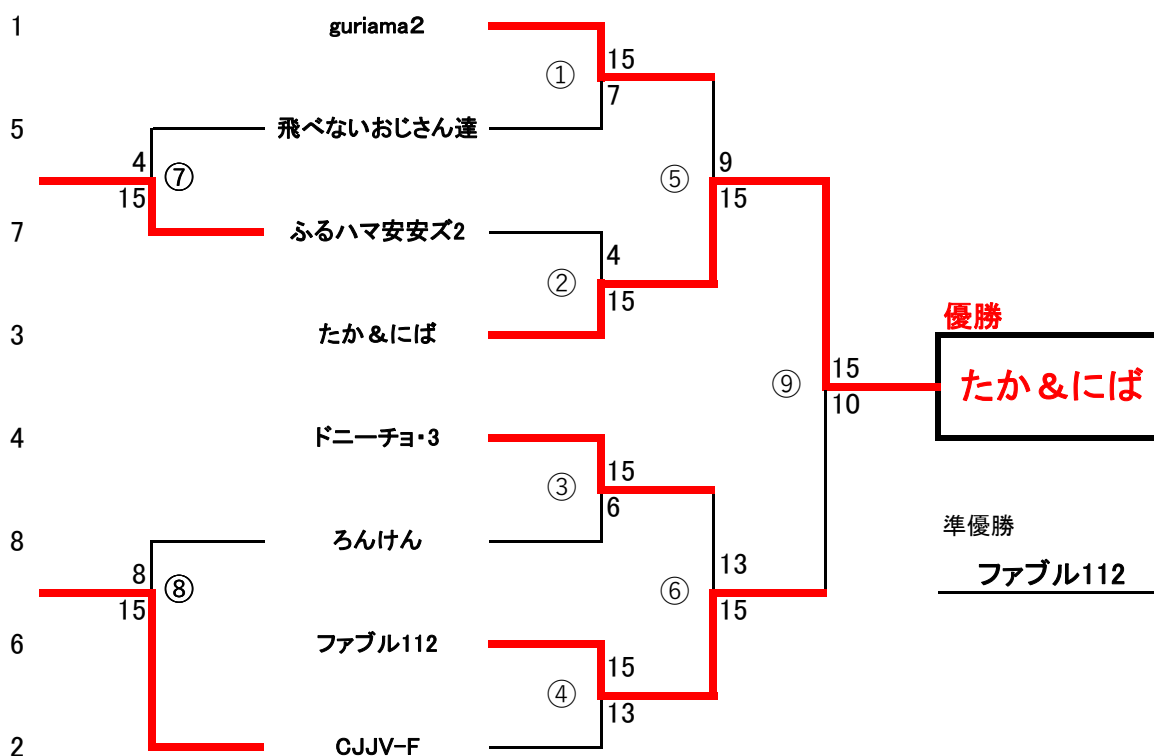 1 guriama2
15
①
7
5 飛べないおじさん達
4
⑦
15
9
⑤
15
7 ふるハマ安安ズ2
4
②
15
3 たか&にば
優勝
たか&にば
15
⑨
10
4 ドニーチョ・3
15
③
6
8 ろんけん
準優勝
ファブル112
8
⑧
15
13
⑥
15
6 ファブル112
15
④
13
2 CJJV-F